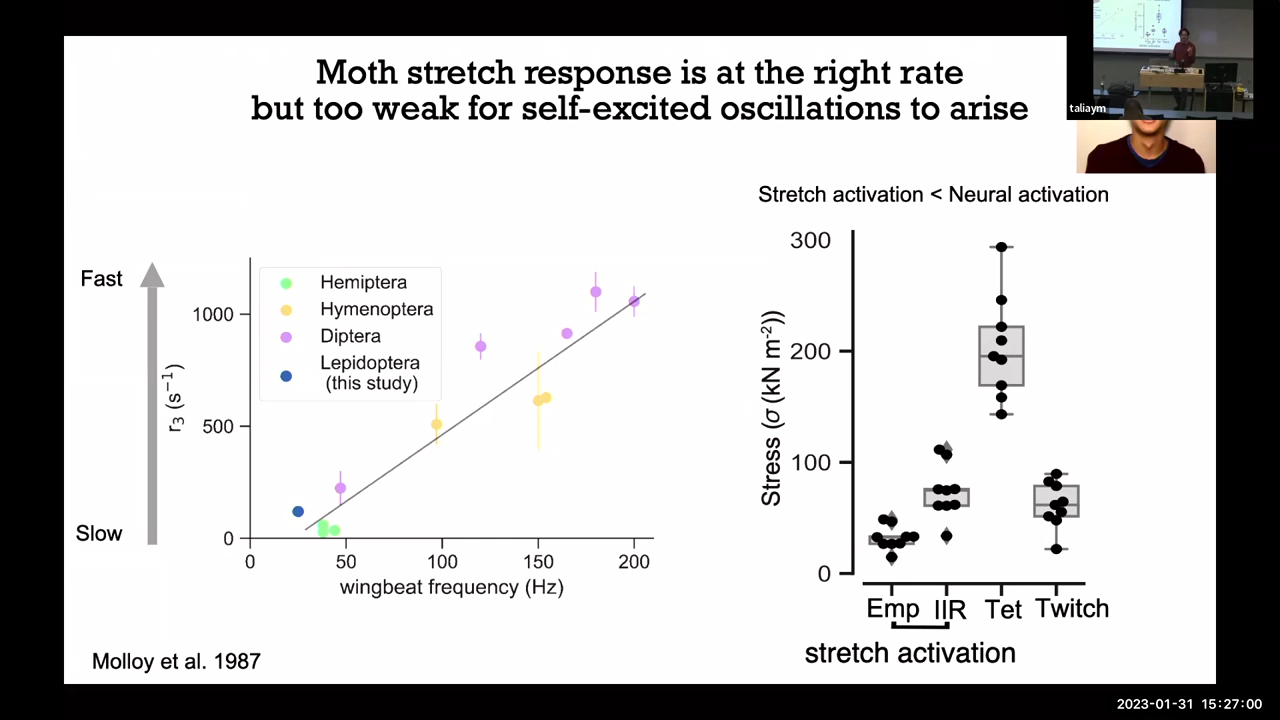 Moth stretch response is at the right rate
but too weak for self-excited oscillations to arise
taliaym
Fast
Slow
r3 (s−1)
1000
500
0
Hemiptera
Hymenoptera
Diptera
Lepidoptera
(this study)
0 50 100 150 200
wingbeat frequency (Hz)
Molloy et al. 1987
Stretch activation < Neural activation
Stress (σ (kN m-2))
300
200
100
0
Emp IIR Tet Twitch
stretch activation
2023-01-31 15:27:00